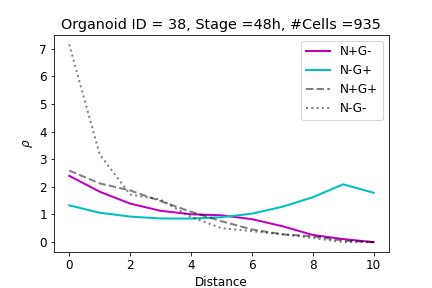 Organoid ID = 38, Stage =48h, #Cells =935
7
6
5
4
3
2
1
0
ρ
N+G-
N-G+
N+G+
N-G-
0 2 4 6 8 10
Distance